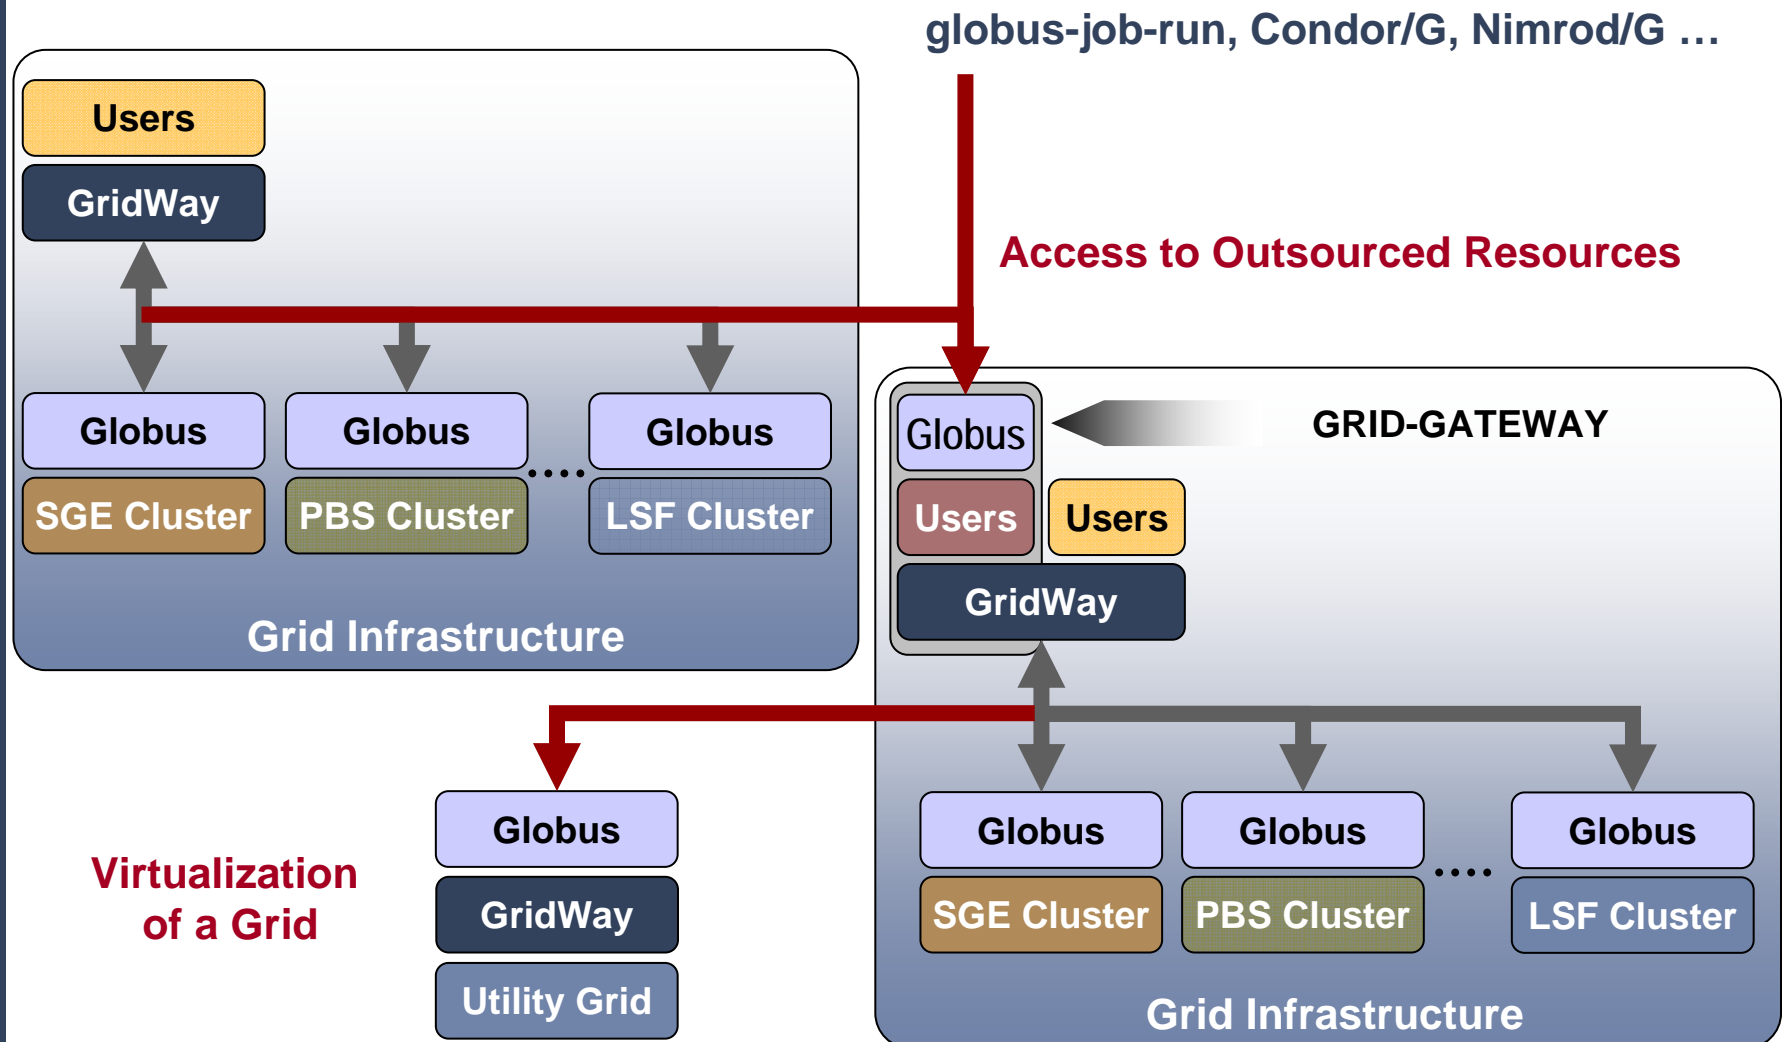 globus-job-run, Condor/G, Nimrod/G …
Users
GridWay
Access to Outsourced Resources
Globus
Globus
Globus
....
SGE Cluster
PBS Cluster
LSF Cluster
Grid Infrastructure
Globus
GRID-GATEWAY
Users
Users
GridWay
Virtualization
of a Grid
Globus
GridWay
Utility Grid
Globus
Globus
Globus
....
SGE Cluster
PBS Cluster
LSF Cluster
Grid Infrastructure